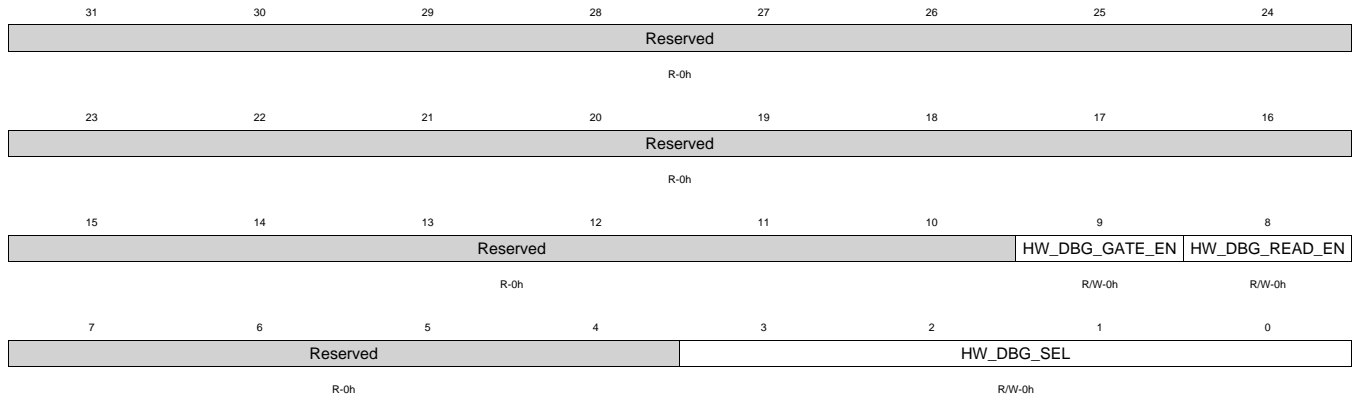 31 30 29 28 27 26 25 24
Reserved
R-0h
23 22 21 20 19 18 17 16
Reserved
R-0h
15 14 13 12 11 10 9 8
Reserved HW_DBG_GATE_EN HW_DBG_READ_EN
R-0h R/W-0h R/W-0h
7 6 5 4 3 2 1 0
Reserved HW_DBG_SEL
R-0h R/W-0h